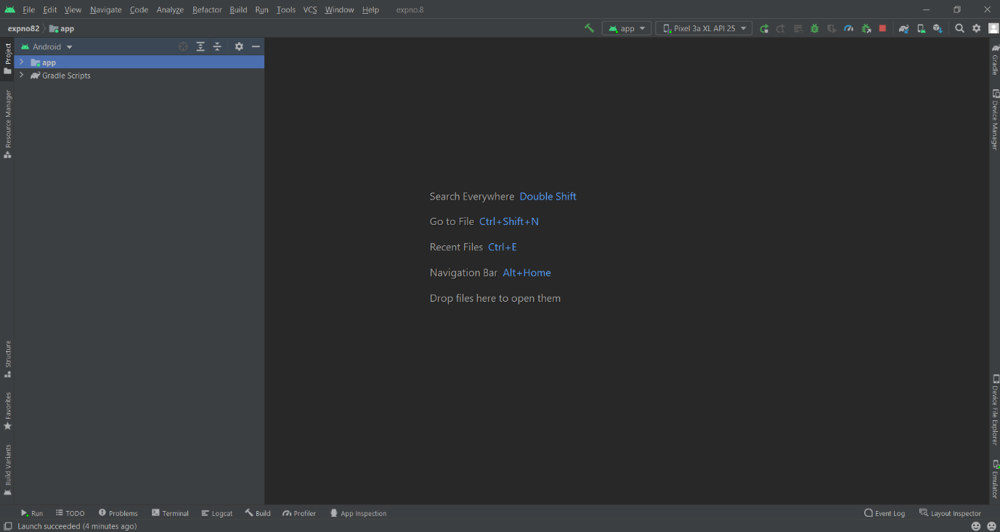 File Edit View Navigate Code Analyze Refactor Build Run Tools VCS Window Help expno.8
expno82 app
app Pixel 3a XL API 25
Project
Android
app
Gradle Scripts
Resource Manager
Structure
Favorites
Build Variants
Search Everywhere Double Shift
Go to File Ctrl+Shift+N
Recent Files Ctrl+E
Navigation Bar Alt+Home
Drop files here to open them
Gradle
Device Manager
Device File Explorer
Emulator
Run TODO Problems Terminal Logcat Build Profiler App Inspection Event Log Layout Inspector
Launch succeeded (4 minutes ago)